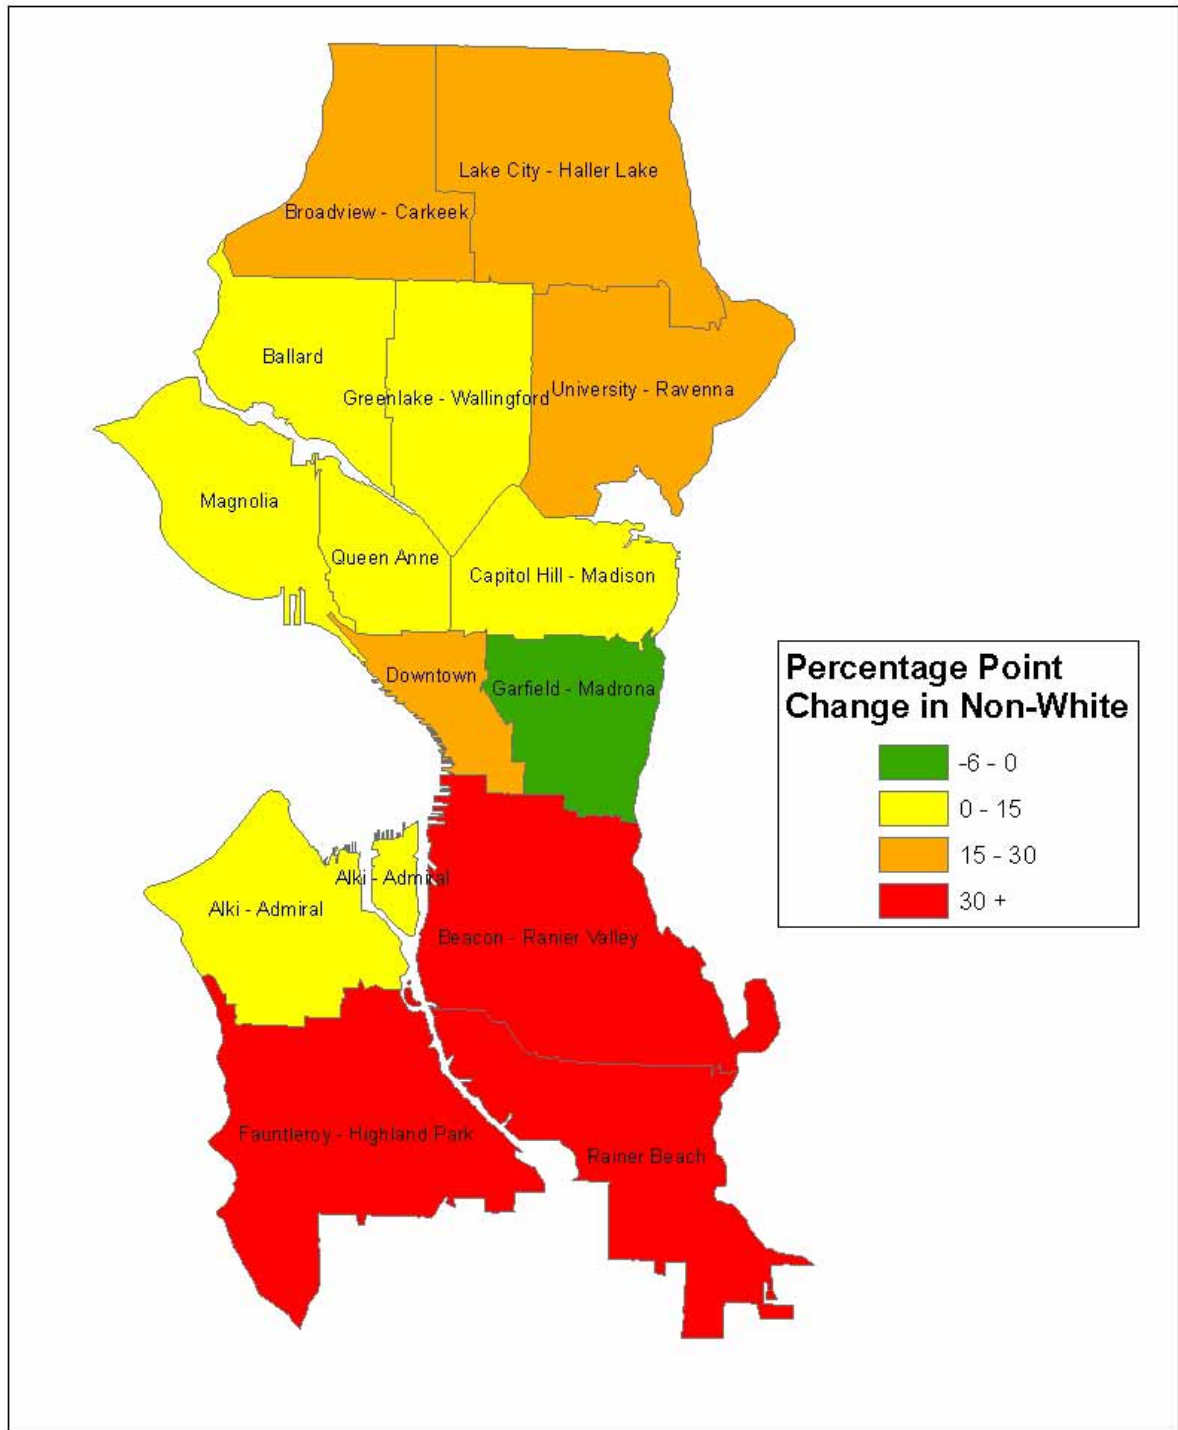 Lake City - Haller Lake
Broadview - Carkeek
Ballard
University - Ravenna
Greenlake - Wallingford
Magnolia
Queen Anne
Capitol Hill - Madison
Downtown
Garfield - Madrona
Percentage Point
Change in Non-White
-6 - 0
0 - 15
15 - 30
30 +
Alki - Admiral
Alki - Admiral
Beacon - Ranier Valley
Fauntleroy - Highland Park
Rainer Beach